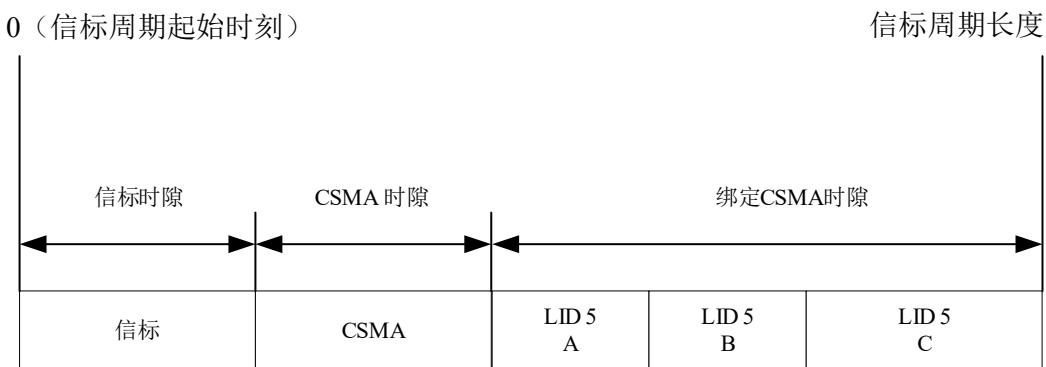 0（信标周期起始时刻）
信标周期长度
信标时隙
CSMA 时隙
绑定CSMA时隙
信标
CSMA
LID 5
A
LID 5
B
LID 5
C